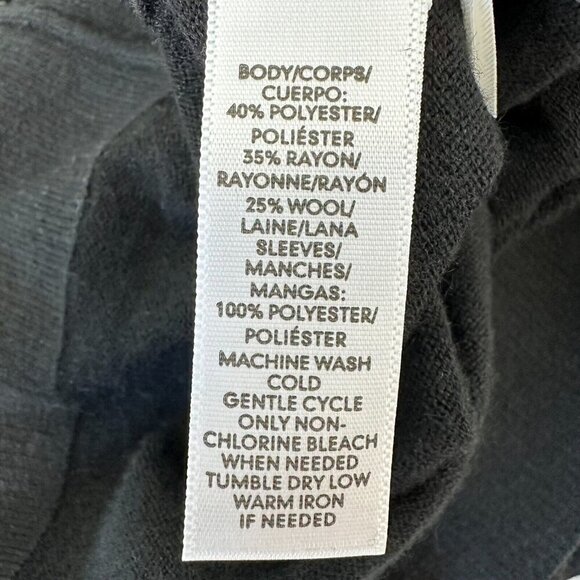 BODY/CORPS/
CUERPO:
40% POLYESTER/
POLIÉSTER
35% RAYON/
RAYONNE/RAYÓN
25% WOOL/
LAINE/LANA
SLEEVES/
MANCHES/
MANGAS:
100% POLYESTER/
POLIÉSTER
MACHINE WASH
COLD
GENTLE CYCLE
ONLY NON-
CHLORINE BLEACH
WHEN NEEDED
TUMBLE DRY LOW
WARM IRON
IF NEEDED